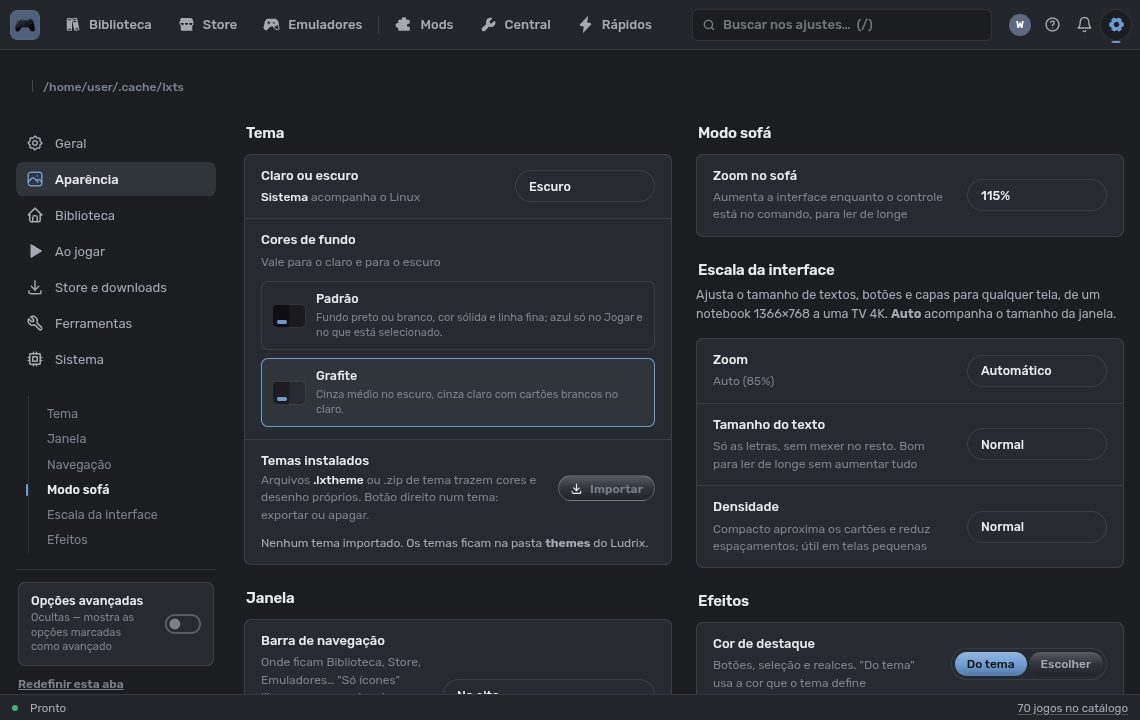 Biblioteca
Store
Emuladores
Mods
Central
Rápidos
Buscar nos ajustes... (/)
W
/home/user/.cache/lxts
Geral
Aparência
Biblioteca
Ao jogar
Store e downloads
Ferramentas
Sistema
Tema
Janela
Navegação
Modo sofá
Escala da interface
Efeitos
Opções avançadas
Ocultas — mostra as
opções marcadas
como avançado
Redefinir esta aba
Tema
Claro ou escuro
Sistema acompanha o Linux
Escuro
Cores de fundo
Vale para o claro e para o escuro
Padrão
Fundo preto ou branco, cor sólida e linha fina; azul só no Jogar e
no que está selecionado.
Grafite
Cinza médio no escuro, cinza claro com cartões brancos no
claro.
Temas instalados
Arquivos .lxtheme ou .zip de tema trazem cores e
desenho próprios. Botão direito num tema:
exportar ou apagar.
Importar
Nenhum tema importado. Os temas ficam na pasta themes do Ludrix.
Janela
Barra de navegação
Onde ficam Biblioteca, Store,
Emuladores... "Só ícones"
Modo sofá
Zoom no sofá
Aumenta a interface enquanto o controle
está no comando, para ler de longe
115%
Escala da interface
Ajusta o tamanho de textos, botões e capas para qualquer tela, de um
notebook 1366×768 a uma TV 4K. Auto acompanha o tamanho da janela.
Zoom
Auto (85%)
Automático
Tamanho do texto
Só as letras, sem mexer no resto. Bom
para ler de longe sem aumentar tudo
Normal
Densidade
Compacto aproxima os cartões e reduz
espaçamentos; útil em telas pequenas
Normal
Efeitos
Cor de destaque
Botões, seleção e realces. "Do tema"
usa a cor que o tema define
Do tema
Escolher
Pronto
70 jogos no catálogo